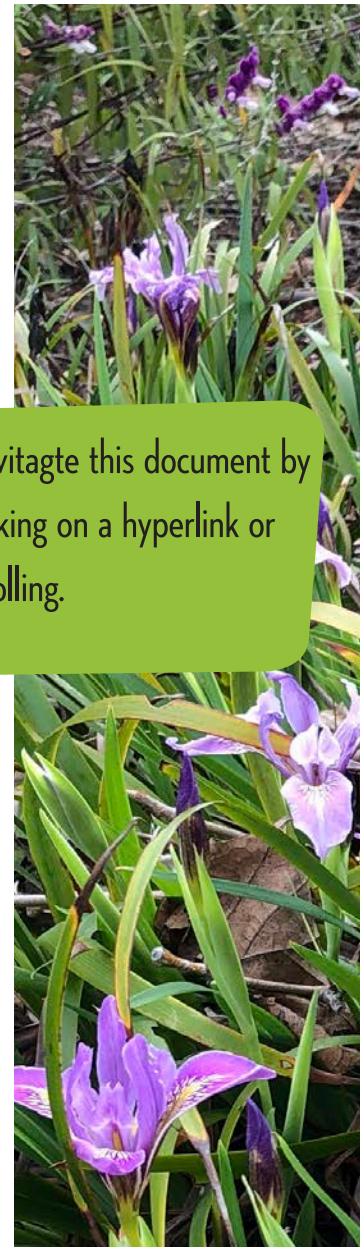 vitagte this document by
king on a hyperlink or
olling.